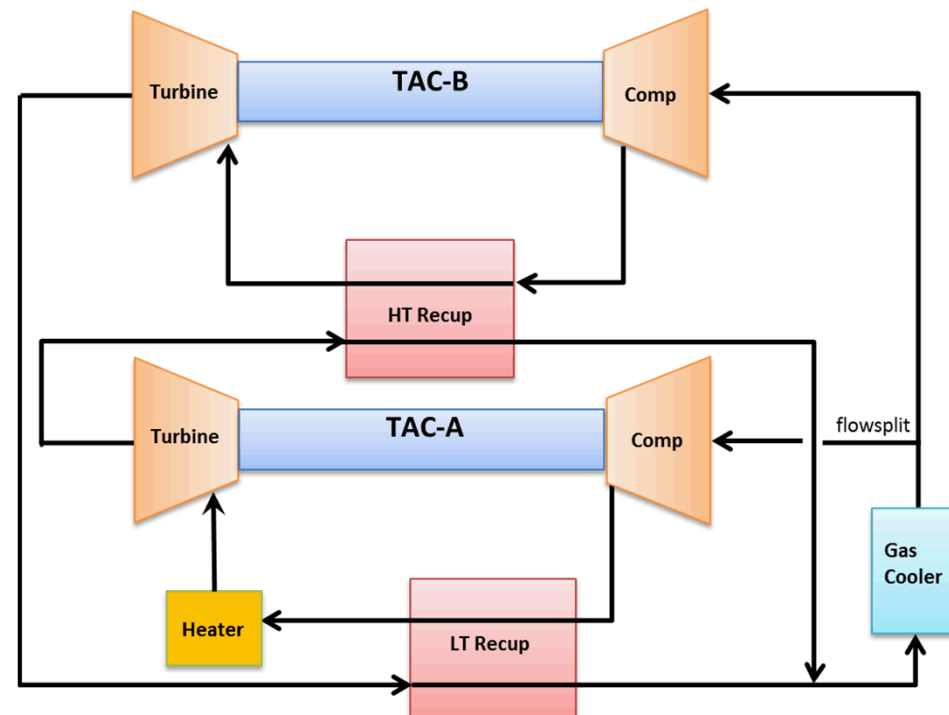 TAC-B
Turbine
Comp
HT Recup
TAC-A
Turbine
Comp
flowsplit
Gas
Cooler
Heater
LT Recup